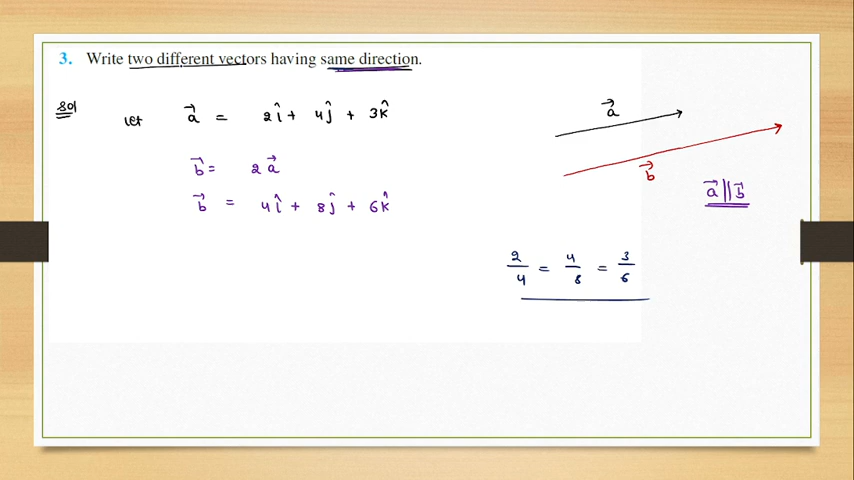 3. Write two different vectors having same direction.
Sol
let a⃗ = 2î + 4ĵ + 3k̂
b⃗ = 2a⃗
b⃗ = 4î + 8ĵ + 6k̂
a⃗
b⃗
a⃗ || b⃗
2/4 = 4/8 = 3/6